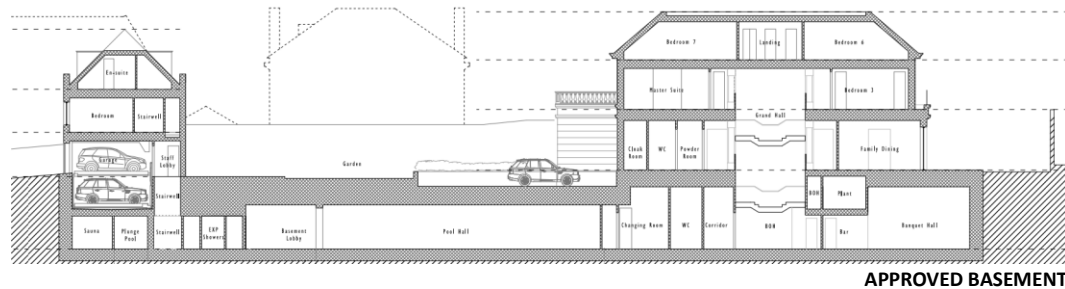 Bedroom 7 Landing Bedroom 6
En-suite
Master Suite Bedroom 3
Bedroom Stairwell
Grand Hall
Cloak Room WC Powder Room Family Dining
Garage Staff Lobby
Garden
Stairwell
BOH Plant
Sauna Plunge Pool Stairwell EXP Showers Basement Lobby Pool Hall Changing Room WC Corridor BOH Bar Banquet Hall
APPROVED BASEMENT